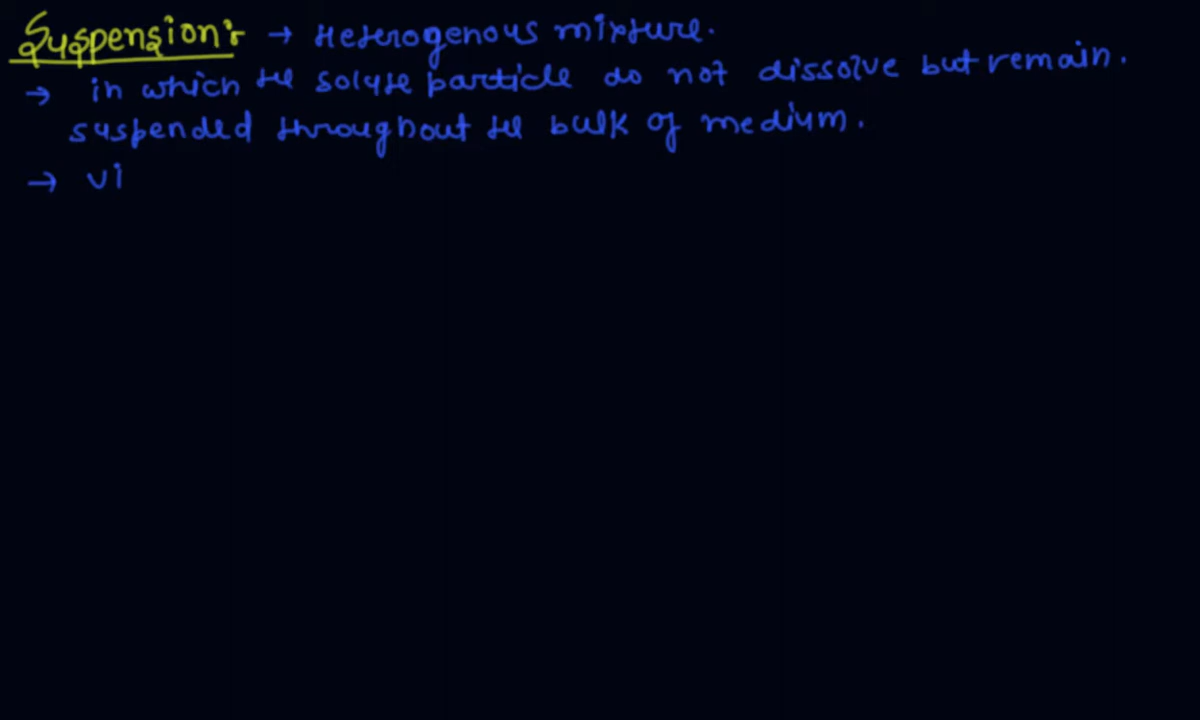 Suspension:- → Heterogenous mixture.
→ in which the solute particle do not dissolve but remain.
suspended throughout the bulk of medium.
→ vi